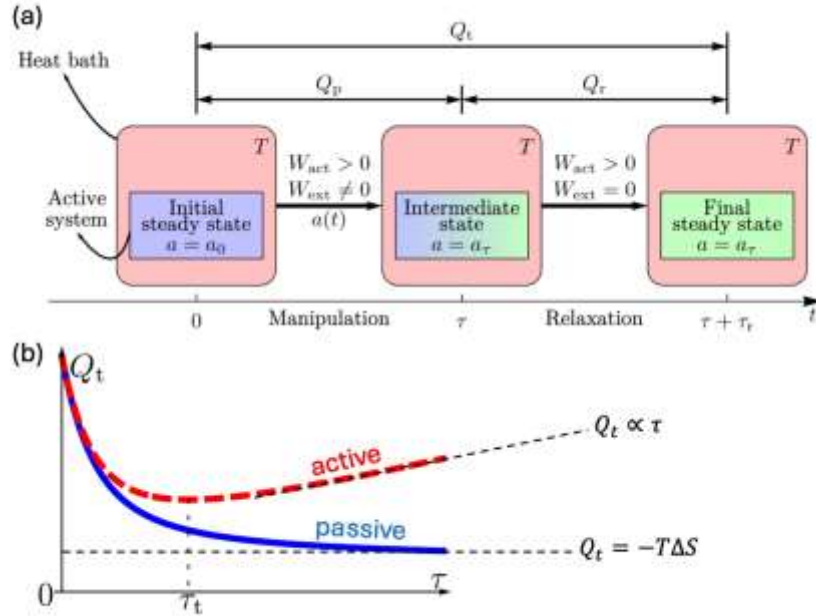 (a)
Q_t
Heat bath
Q_p
Q_r
T
T
T
W_act > 0
W_ext ≠ 0
a(t)
W_act > 0
W_ext = 0
Active
system
Initial
steady state
a = a_0
Intermediate
state
a = a_τ
Final
steady state
a = a_τ
0
Manipulation
τ
Relaxation
τ + τ_r
t
(b)
Q_t
Q_t ∝ τ
active
passive
Q_t = −TΔS
0
τ_t
τ